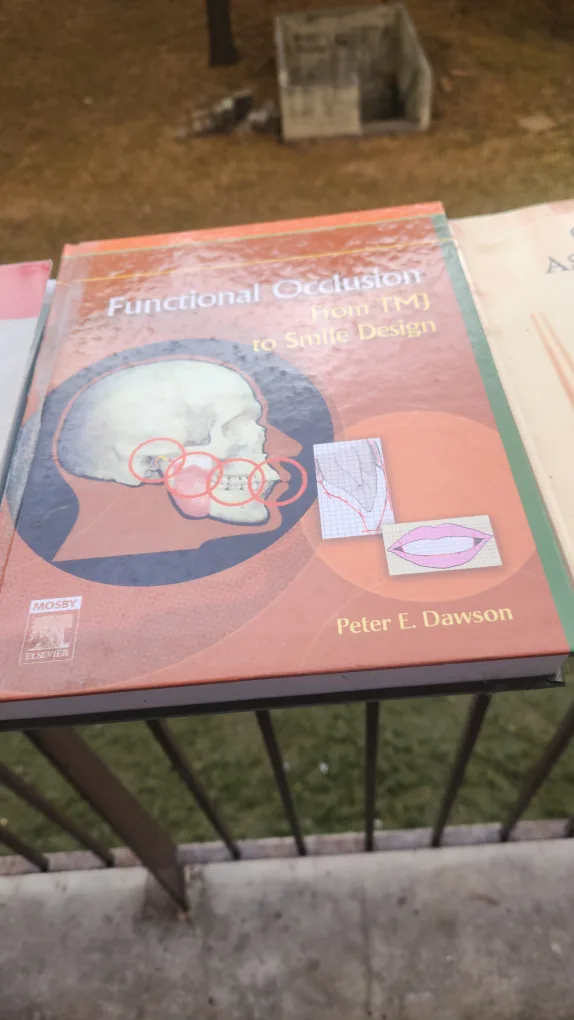 Functional Occlusion
From TMJ
to Smile Design
Peter E. Dawson
MOSBY
ELSEVIER